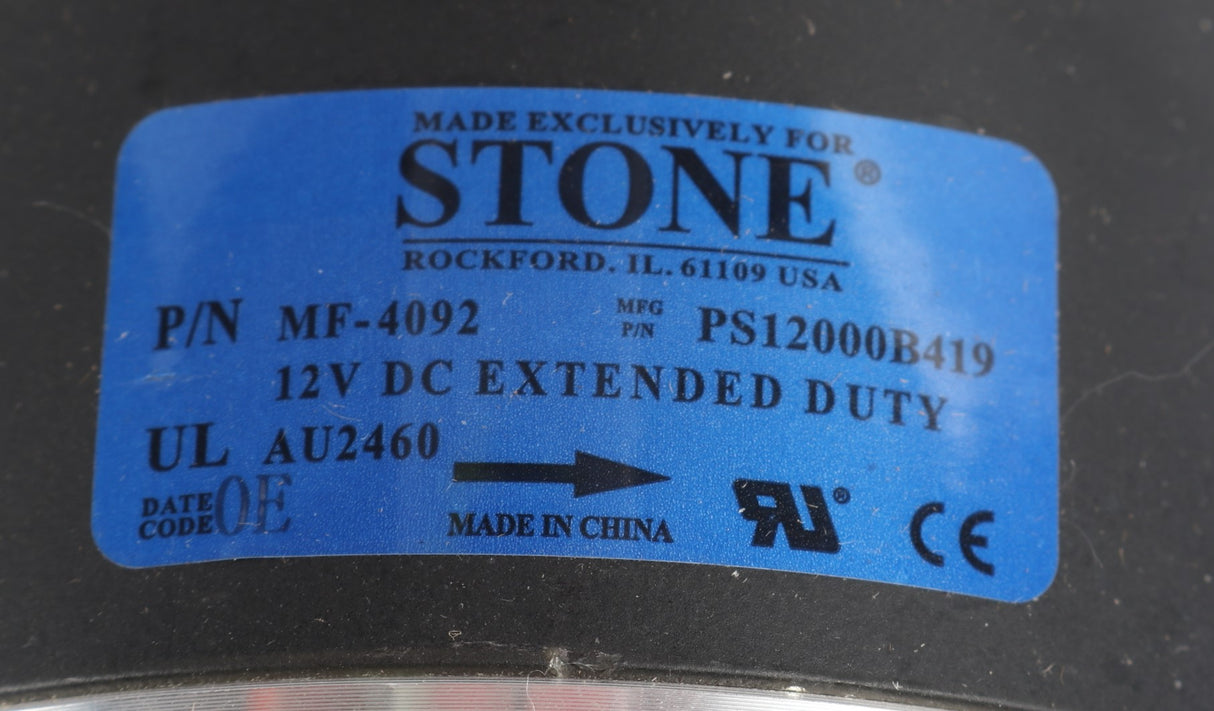 MADE EXCLUSIVELY FOR
STONE®
ROCKFORD. IL. 61109 USA
P/N MF-4092 MFG P/N PS12000B419
12V DC EXTENDED DUTY
UL AU2460
DATE CODE 0E
MADE IN CHINA
RU® CE